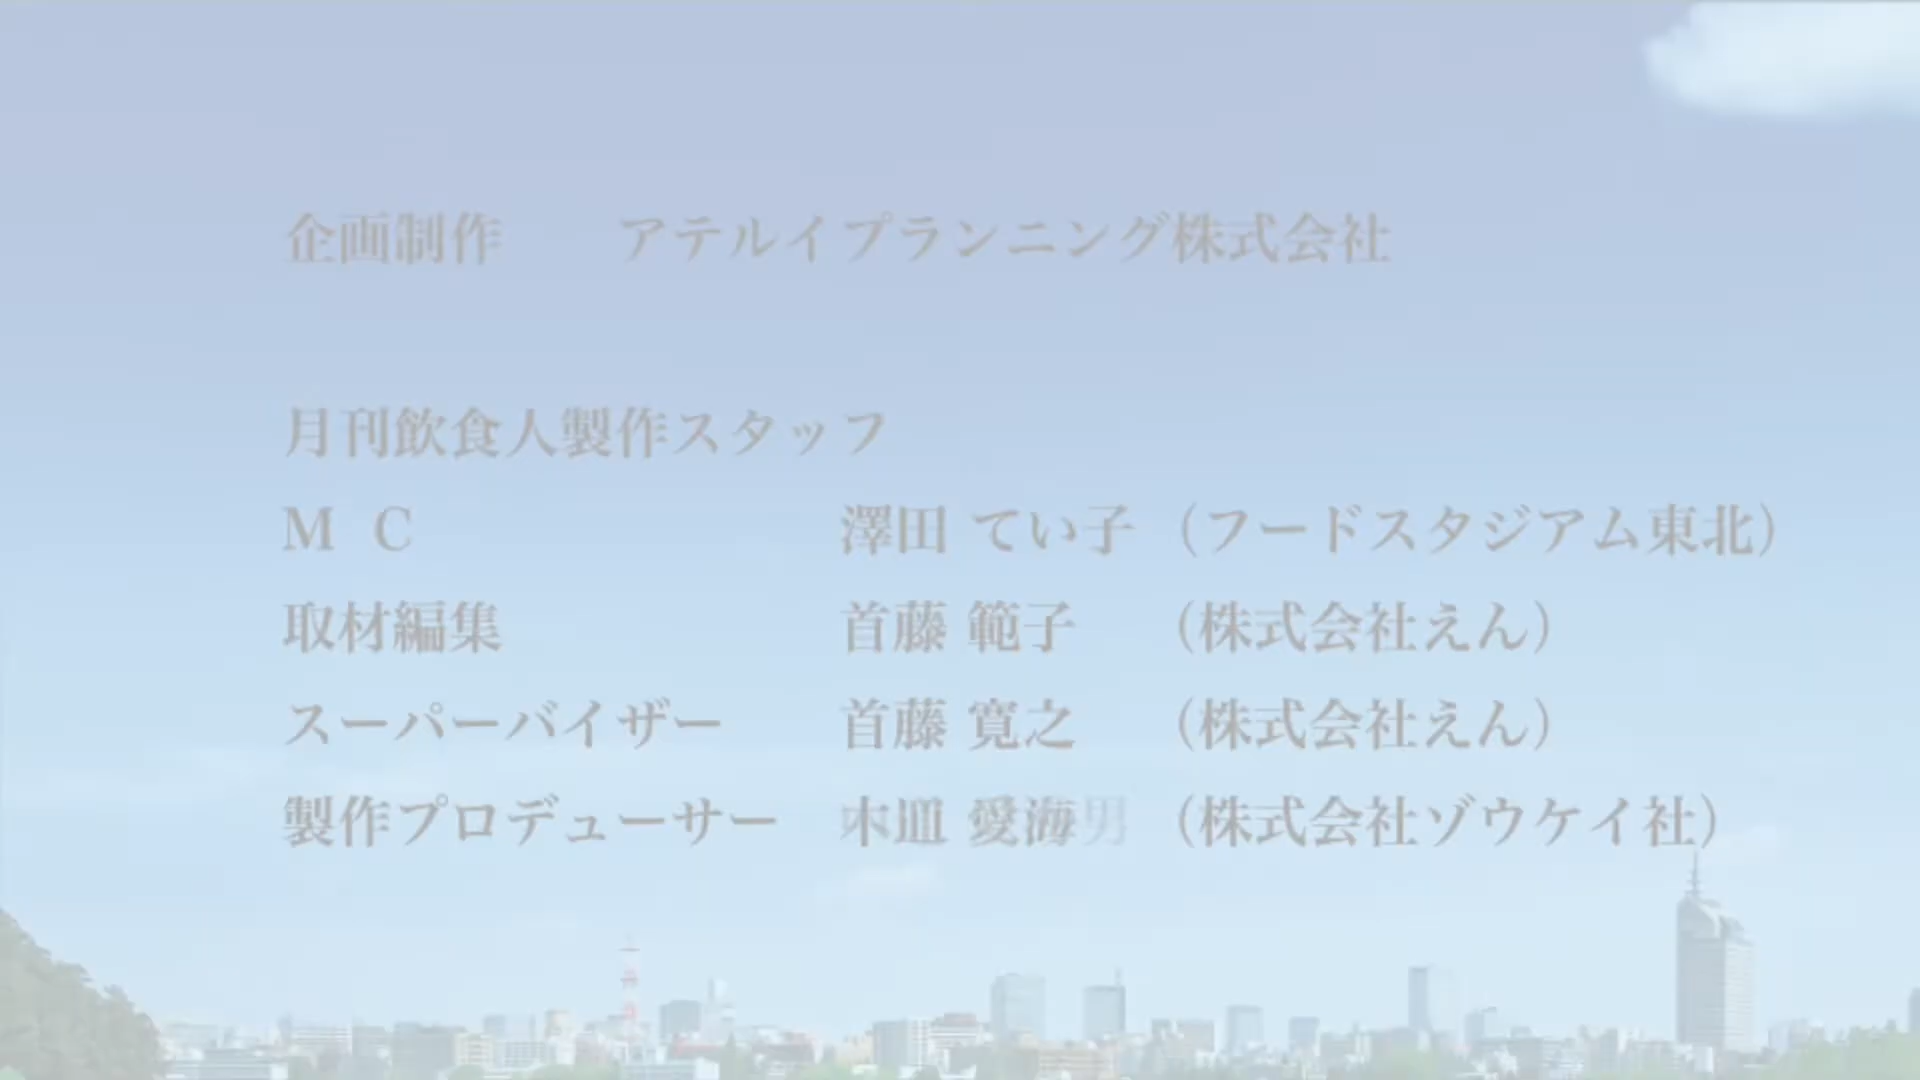 企画制作 アテルイプランニング株式会社
月刊飲食人製作スタッフ
M C 澤田 てい子 （フードスタジアム東北）
取材編集 首藤 範子 （株式会社えん）
スーパーバイザー 首藤 寛之 （株式会社えん）
製作プロデューサー 愛海男 （株式会社ゾウケイ社）